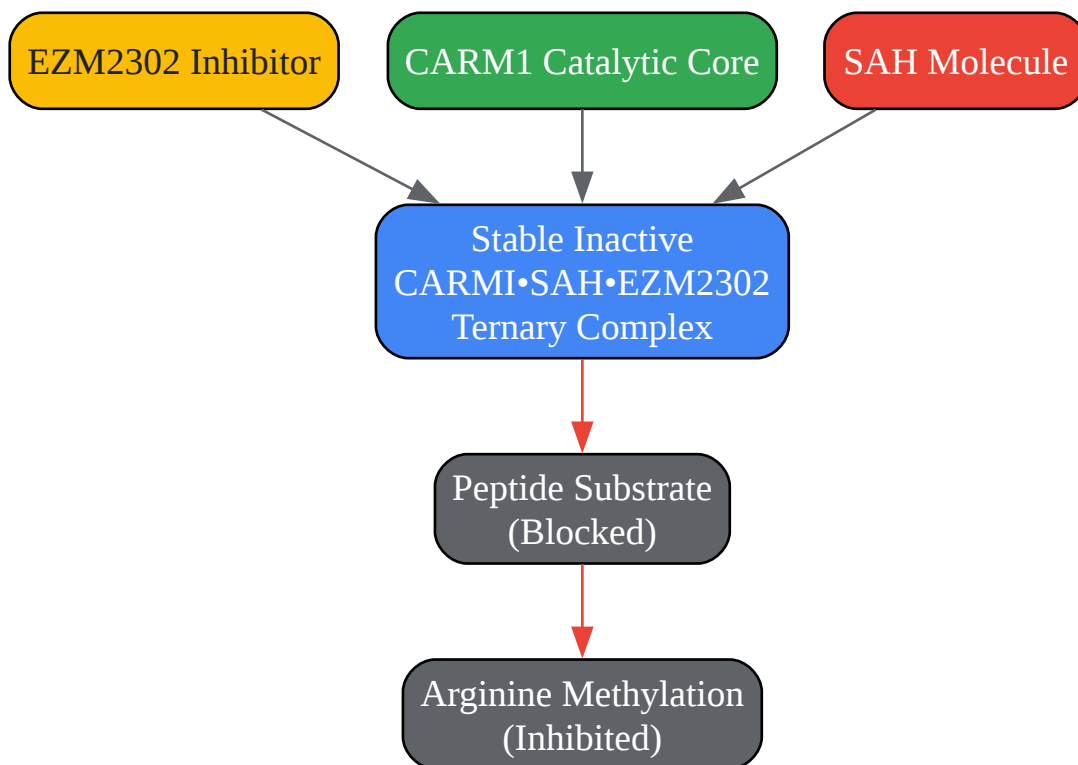 EZM2302 Inhibitor
CARM1 Catalytic Core
SAH Molecule
Stable Inactive
CARMI•SAH•EZM2302
Ternary Complex
Peptide Substrate
(Blocked)
Arginine Methylation
(Inhibited)